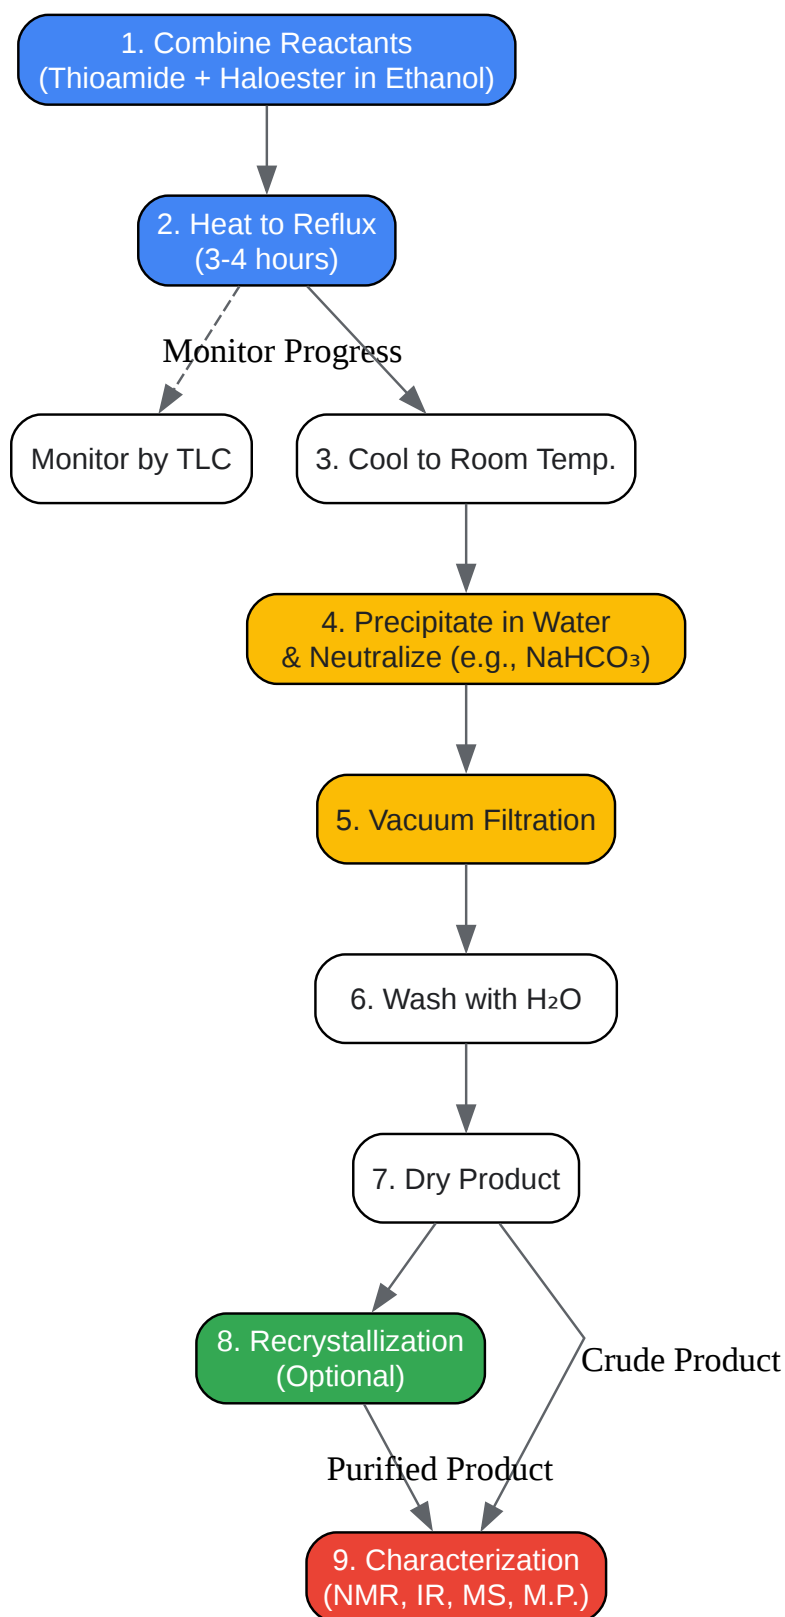 1. Combine Reactants
(Thioamide + Haloester in Ethanol)
2. Heat to Reflux
(3-4 hours)
Monitor Progress
Monitor by TLC
3. Cool to Room Temp.
4. Precipitate in Water
& Neutralize (e.g., NaHCO₃)
5. Vacuum Filtration
6. Wash with H₂O
7. Dry Product
8. Recrystallization
(Optional)
Crude Product
Purified Product
9. Characterization
(NMR, IR, MS, M.P.)